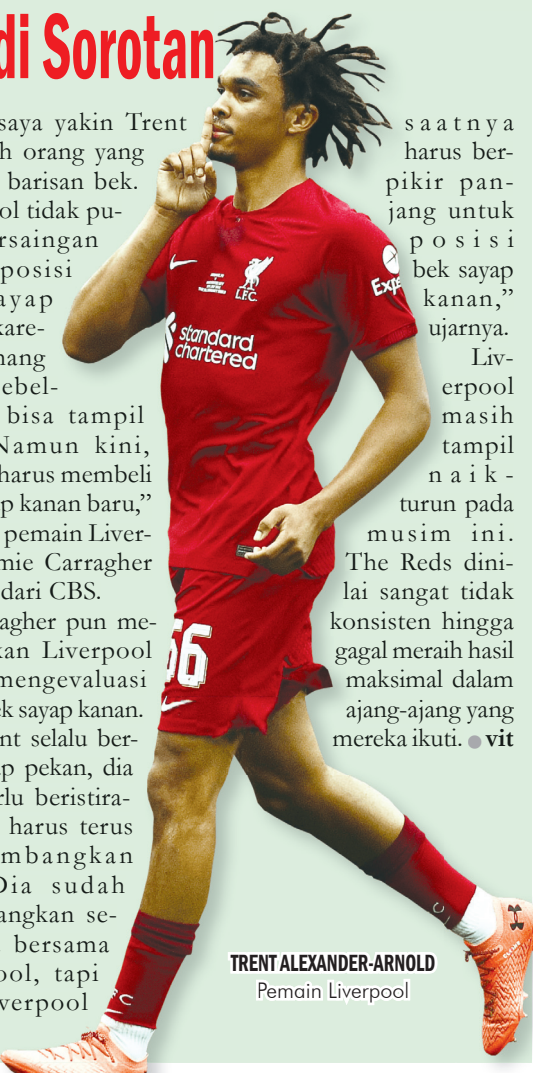 di Sorotan
saya yakin Trent
h orang yang
barisan bek.
ol tidak pu-
rsaingan
posisi
ayap
kare-
nang
ebel-
bisa tampil
Namun kini,
harus membeli
p kanan baru,”
pemain Liver-
mie Carragher
dari CBS.
agher pun me-
kan Liverpool
mengevaluasi
ek sayap kanan.
nt selalu ber-
ap pekan, dia
rlu beristira-
harus terus
mbangkan
Dia sudah
angkan se-
bersama
ool, tapi
verpool
saatnya
harus ber-
pikir pan-
jang untuk
posisi
bek sayap
kanan,”
ujarnya.
Liv-
erpool
masih
tampil
naik-
turun pada
musim ini.
The Reds dini-
lai sangat tidak
konsisten hingga
gagal meraih hasil
maksimal dalam
ajang-ajang yang
mereka ikuti. ● vit
L.F.C.
Expe
standard
chartered
66
TRENT ALEXANDER-ARNOLD
Pemain Liverpool